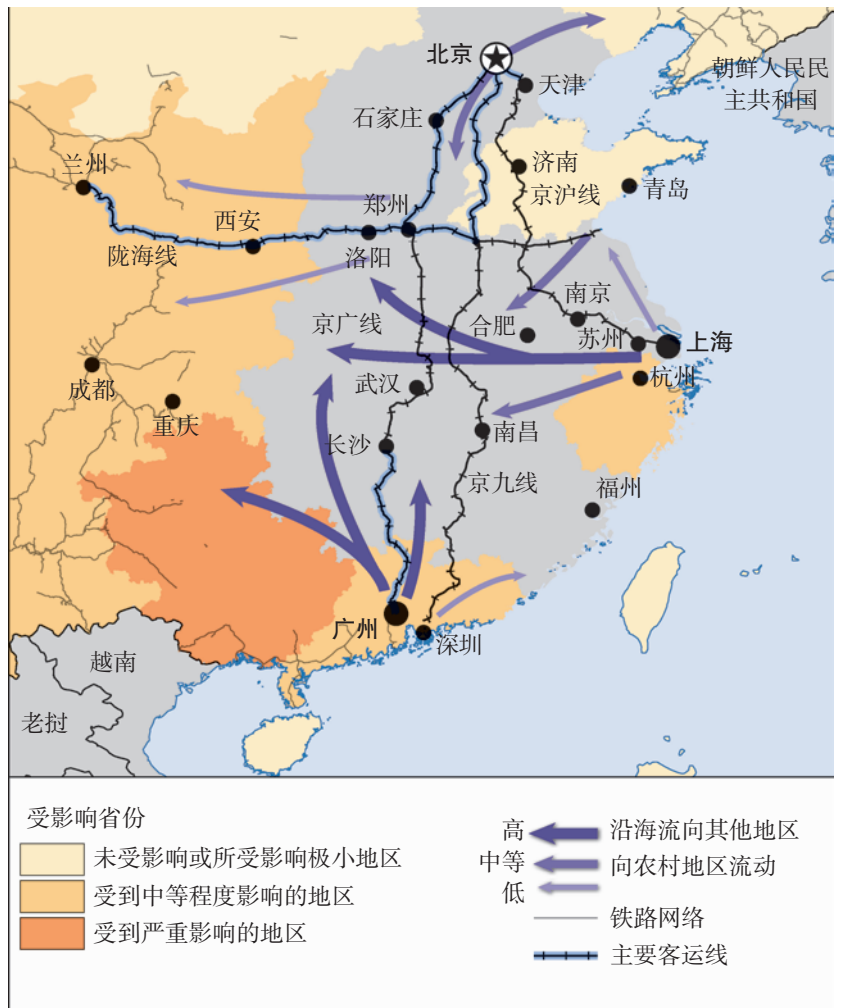 北京
朝鲜人民民
主共和国
天津
石家庄
济南
京沪线
兰州
青岛
郑州
西安
陇海线
洛阳
南京
京广线
合肥
苏州
上海
武汉
杭州
成都
重庆
南昌
长沙
京九线
福州
广州
深圳
越南
老挝
受影响省份
未受影响或所受影响极小地区
受到中等程度影响的地区
受到严重影响的地区
高
沿海流向其他地区
中等
向农村地区流动
低
铁路网络
主要客运线